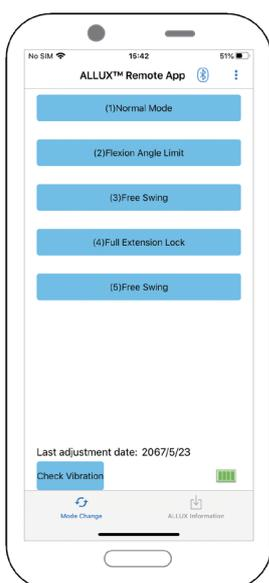 No SIM 15:42 51%
ALLUX™ Remote App
(1)Normal Mode
(2)Flexion Angle Limit
(3)Free Swing
(4)Full Extension Lock
(5)Free Swing
Last adjustment date: 2067/5/23
Check Vibration
Mode Change ALLUX Information